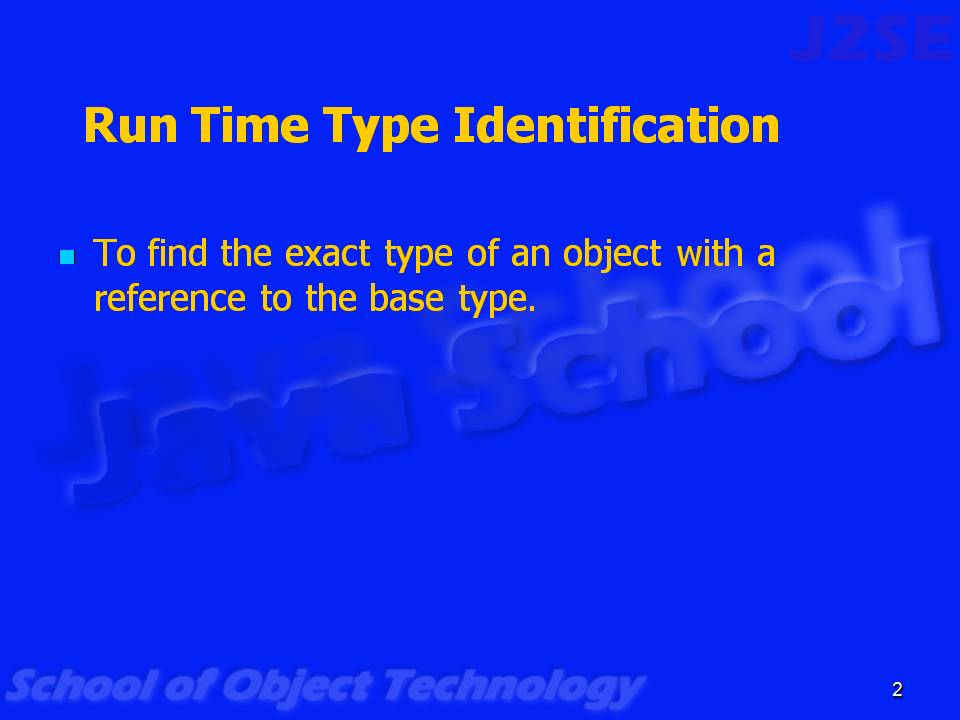 J2SE
Run Time Type Identification
To find the exact type of an object with a
reference to the base type.
Java School
School of Object Technology
2